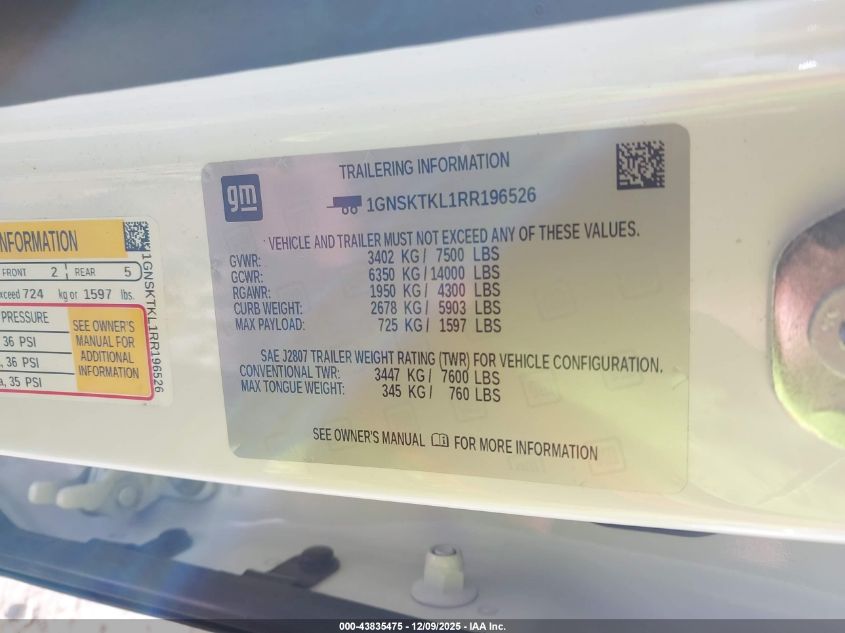 NFORMATION
FRONT 2 REAR 5
xceed 724 kg or 1597 lbs.
PRESSURE
36 PSI
, 36 PSI
a, 35 PSI
SEE OWNER'S
MANUAL FOR
ADDITIONAL
INFORMATION
1GNSKTKL1RR196526
gm
TRAILERING INFORMATION
1GNSKTKL1RR196526
VEHICLE AND TRAILER MUST NOT EXCEED ANY OF THESE VALUES.
GVWR: 3402 KG / 7500 LBS
GCWR: 6350 KG / 14000 LBS
RGAWR: 1950 KG / 4300 LBS
CURB WEIGHT: 2678 KG / 5903 LBS
MAX PAYLOAD: 725 KG / 1597 LBS
SAE J2807 TRAILER WEIGHT RATING (TWR) FOR VEHICLE CONFIGURATION.
CONVENTIONAL TWR: 3447 KG / 7600 LBS
MAX TONGUE WEIGHT: 345 KG / 760 LBS
SEE OWNER'S MANUAL FOR MORE INFORMATION
000-43835475 - 12/09/2025 - IAA Inc.